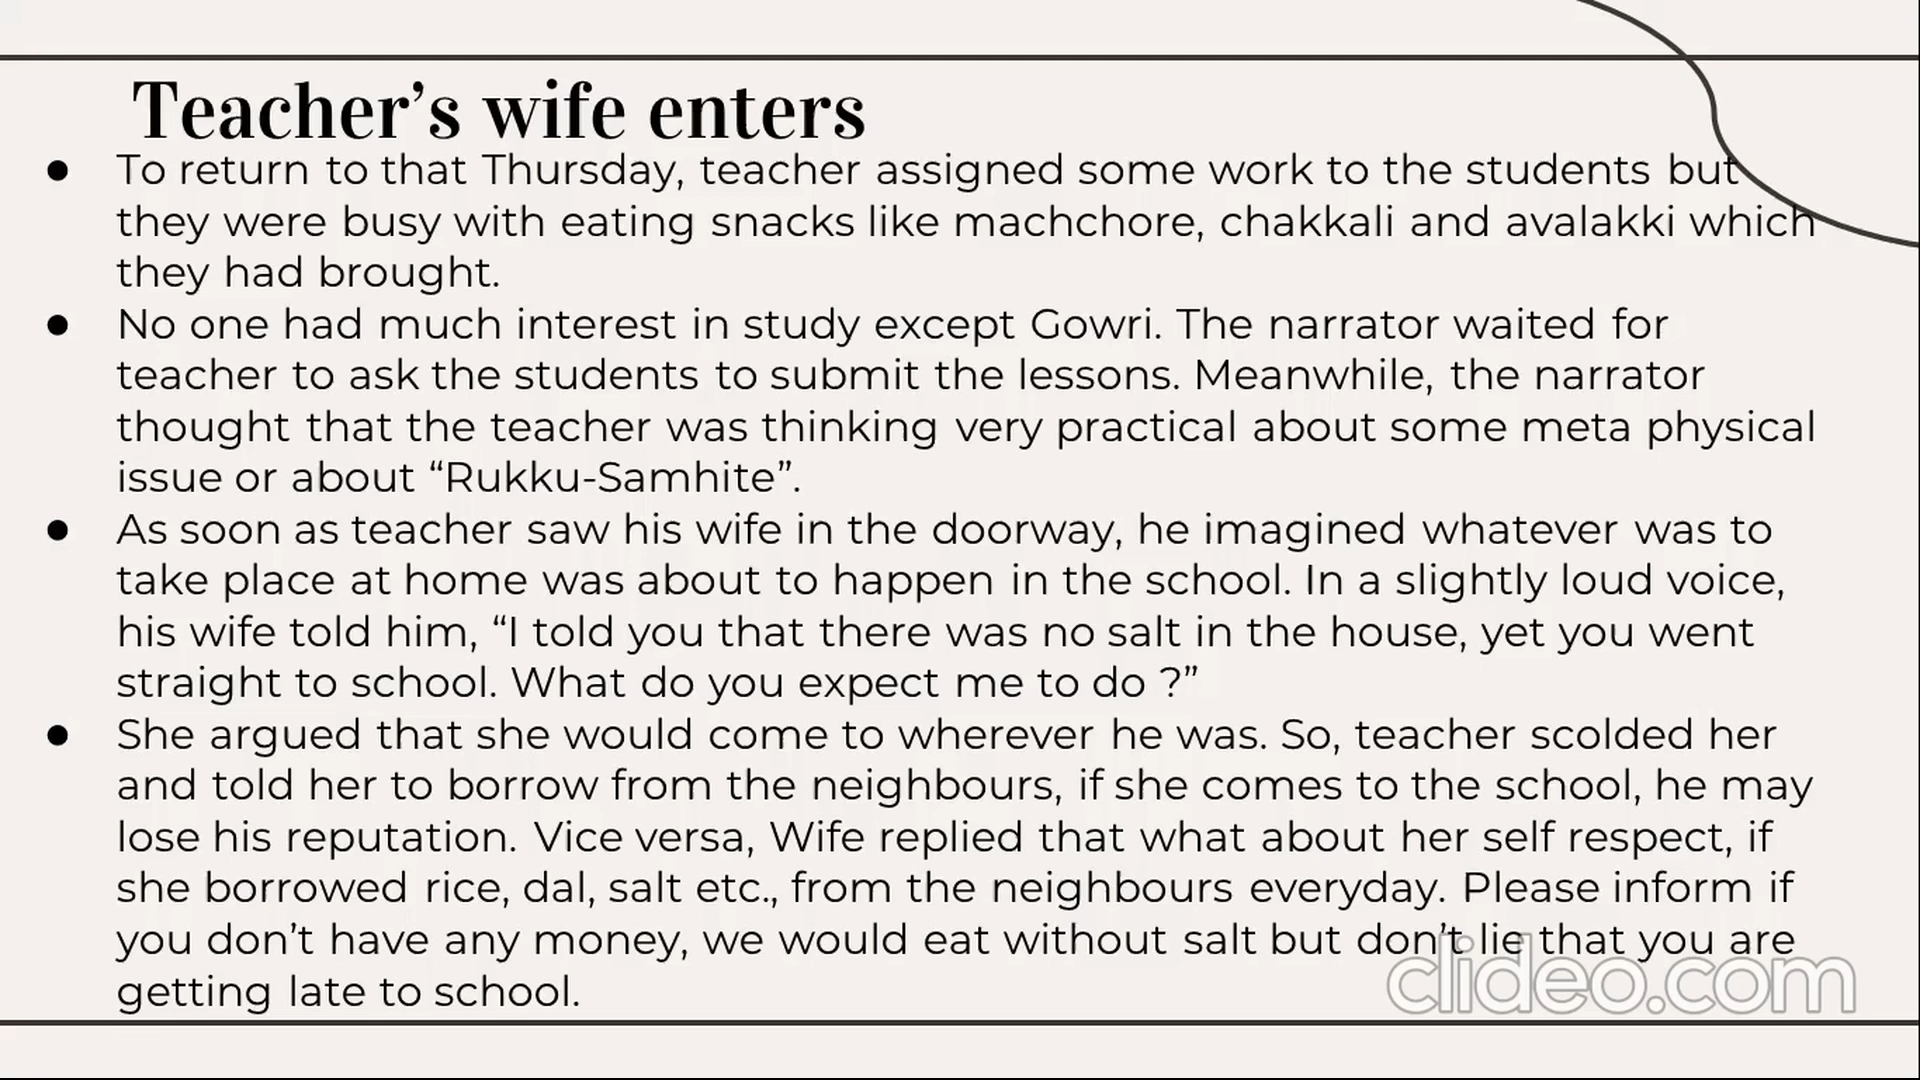 Teacher’s wife enters
● To return to that Thursday, teacher assigned some work to the students but
they were busy with eating snacks like machchore, chakkali and avalakki which
they had brought.
● No one had much interest in study except Gowri. The narrator waited for
teacher to ask the students to submit the lessons. Meanwhile, the narrator
thought that the teacher was thinking very practical about some meta physical
issue or about “Rukku-Samhite”.
● As soon as teacher saw his wife in the doorway, he imagined whatever was to
take place at home was about to happen in the school. In a slightly loud voice,
his wife told him, “I told you that there was no salt in the house, yet you went
straight to school. What do you expect me to do ?”
● She argued that she would come to wherever he was. So, teacher scolded her
and told her to borrow from the neighbours, if she comes to the school, he may
lose his reputation. Vice versa, Wife replied that what about her self respect, if
she borrowed rice, dal, salt etc., from the neighbours everyday. Please inform if
you don’t have any money, we would eat without salt but don’t lie that you are
getting late to school.
clideo.com